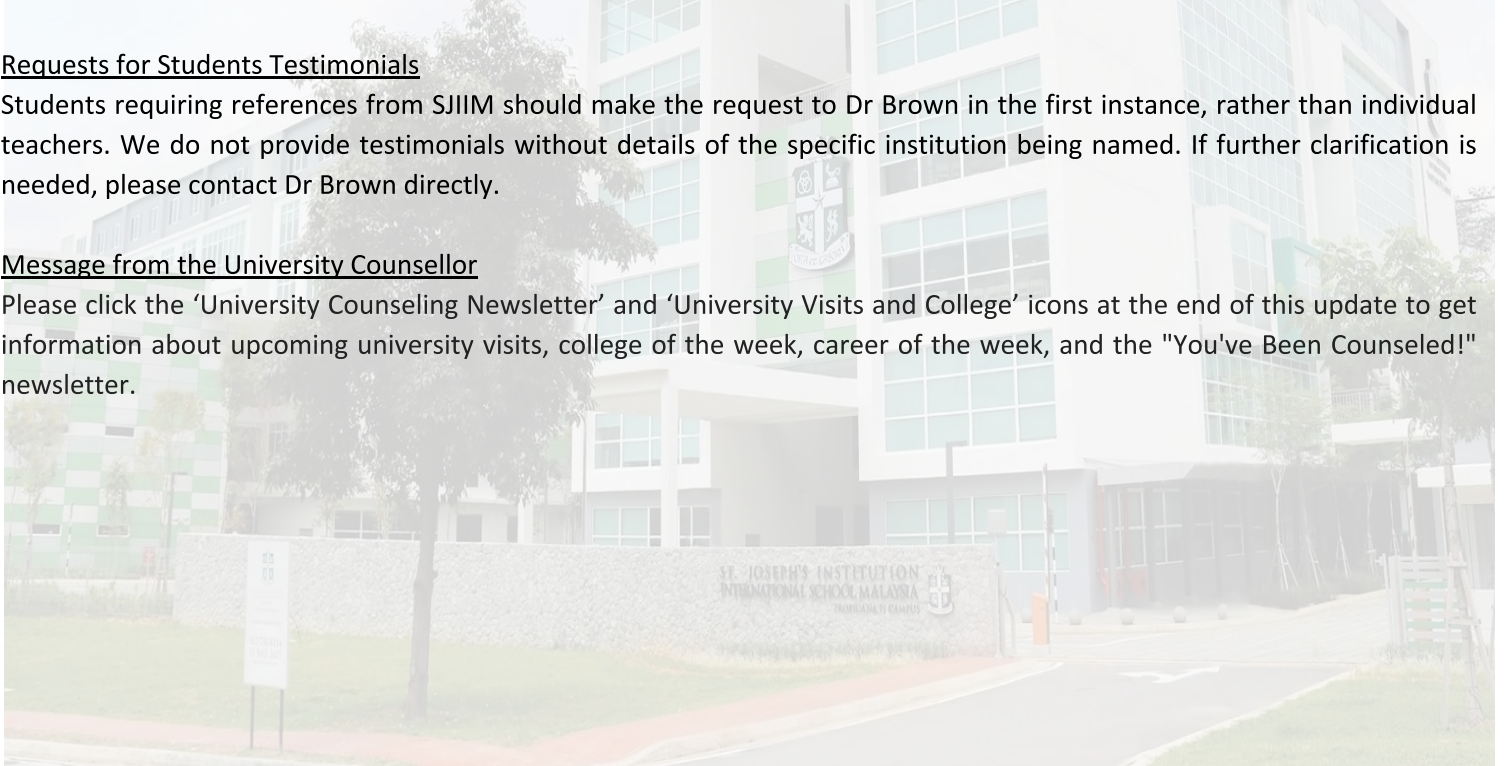 Requests for Students Testimonials
Students requiring references from SJIIM should make the request to Dr Brown in the first instance, rather than individual
teachers. We do not provide testimonials without details of the specific institution being named. If further clarification is
needed, please contact Dr Brown directly.
Message from the University Counsellor
Please click the ‘University Counseling Newsletter’ and ‘University Visits and College’ icons at the end of this update to get
information about upcoming university visits, college of the week, career of the week, and the "You've Been Counseled!"
newsletter.
ST. JOSEPH'S INSTITUTION
INTERNATIONAL SCHOOL MALAYSIA
TROPICANA PJ CAMPUS